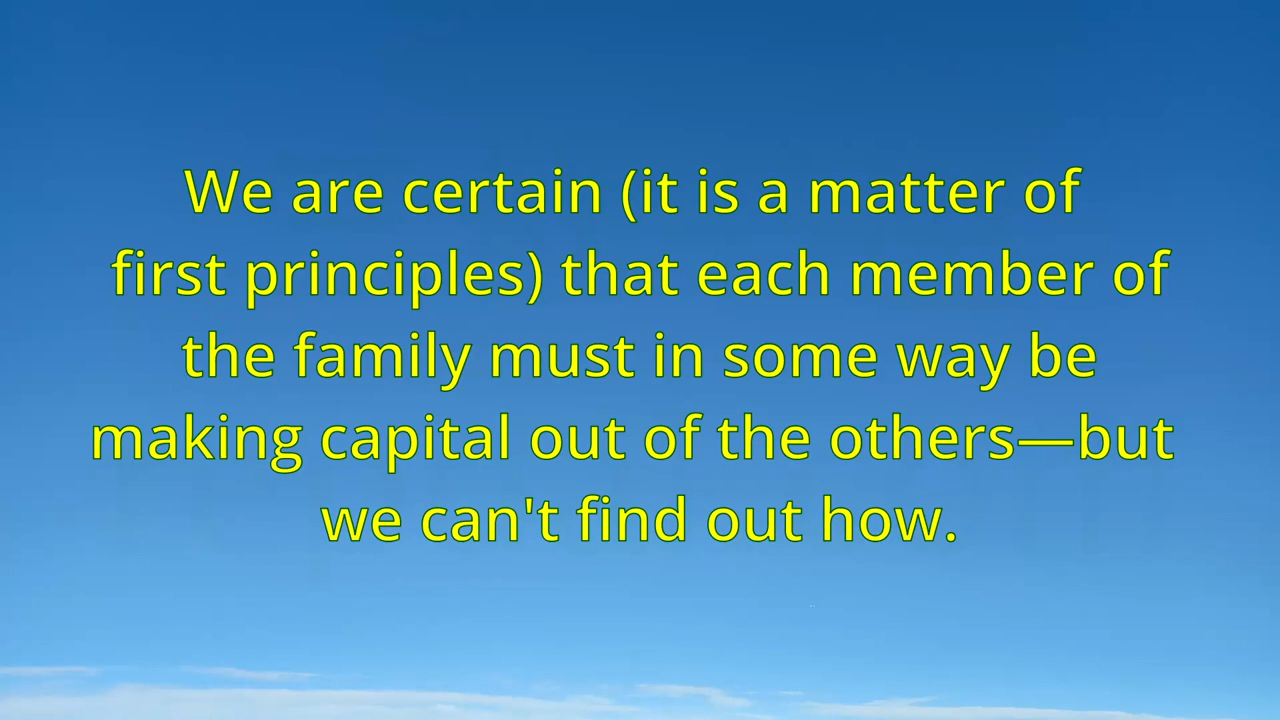 We are certain (it is a matter of
first principles) that each member of
the family must in some way be
making capital out of the others—but
we can't find out how.